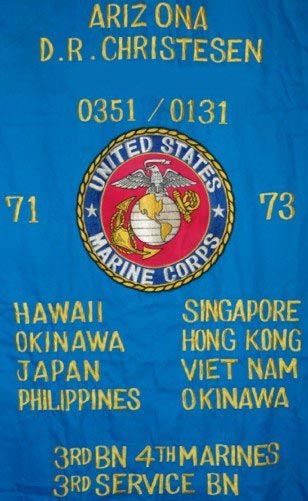 ARIZONA
D.R. CHRISTESEN
0351 / 0131
UNITED STATES
MARINE CORPS
71
73
HAWAII
OKINAWA
JAPAN
PHILIPPINES
SINGAPORE
HONG KONG
VIET NAM
OKINAWA
3RD BN 4TH MARINES
3RD SERVICE BN